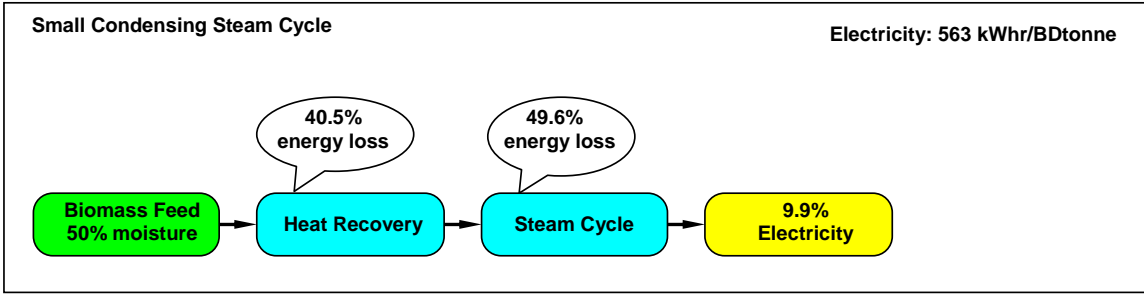 Small Condensing Steam Cycle
Electricity: 563 kWhr/BDtonne
40.5%
energy loss
49.6%
energy loss
Biomass Feed
50% moisture
Heat Recovery
Steam Cycle
9.9%
Electricity